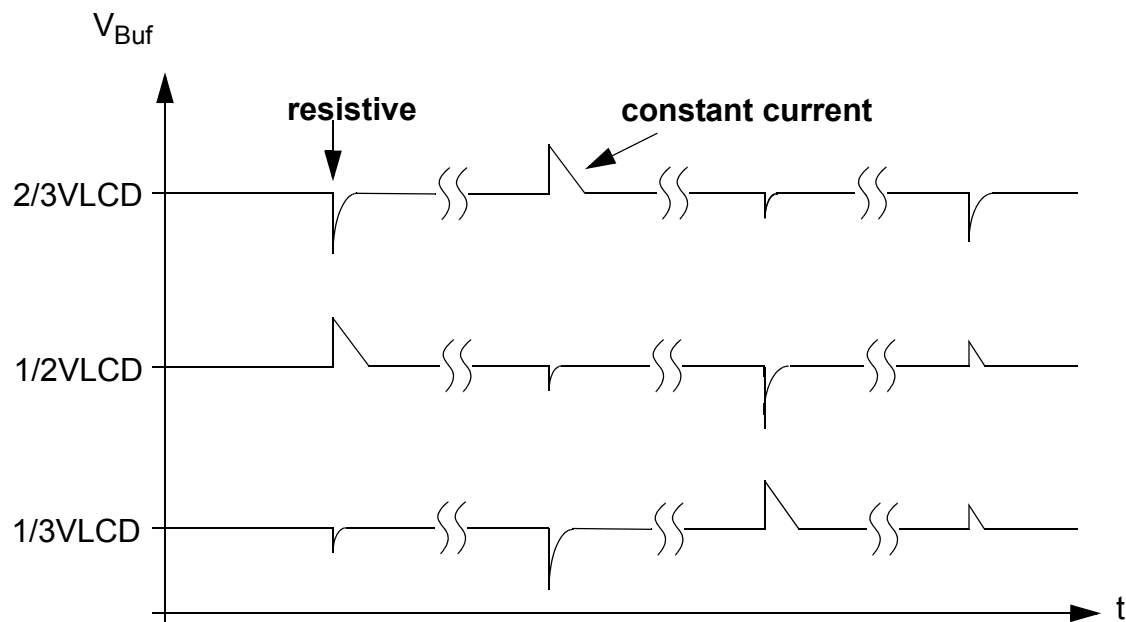 VBuf
resistive
constant current
2/3VLCD
1/2VLCD
1/3VLCD
t